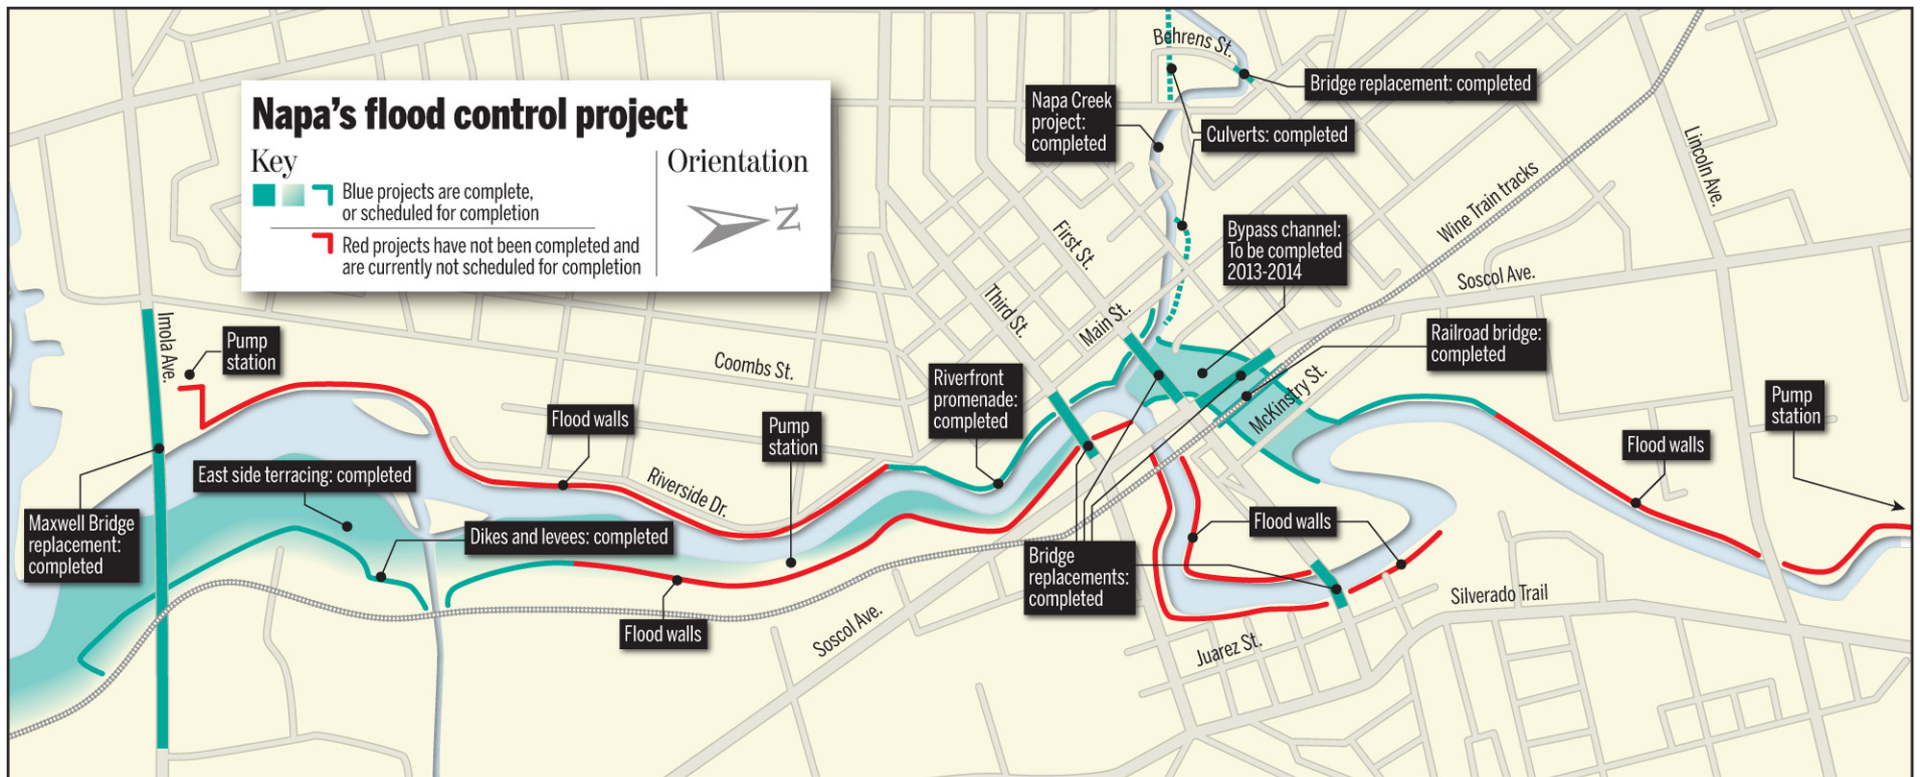 Napa's flood control project
Key
Blue projects are complete,
or scheduled for completion
Red projects have not been completed and
are currently not scheduled for completion
Orientation
N
Behrens St.
Bridge replacement: completed
Napa Creek
project:
completed
Culverts: completed
Lincoln Ave.
Wine Train tracks
First St.
Bypass channel:
To be completed
2013-2014
Soscol Ave.
Third St.
Main St.
Imola Ave.
Pump
station
Railroad bridge:
completed
Coombs St.
Riverfront
promenade:
completed
McKinstry St.
Pump
station
Flood walls
Pump
station
Flood walls
East side terracing: completed
Riverside Dr.
Maxwell Bridge
replacement:
completed
Dikes and levees: completed
Flood walls
Bridge
replacements:
completed
Silverado Trail
Flood walls
Soscol Ave.
Juarez St.